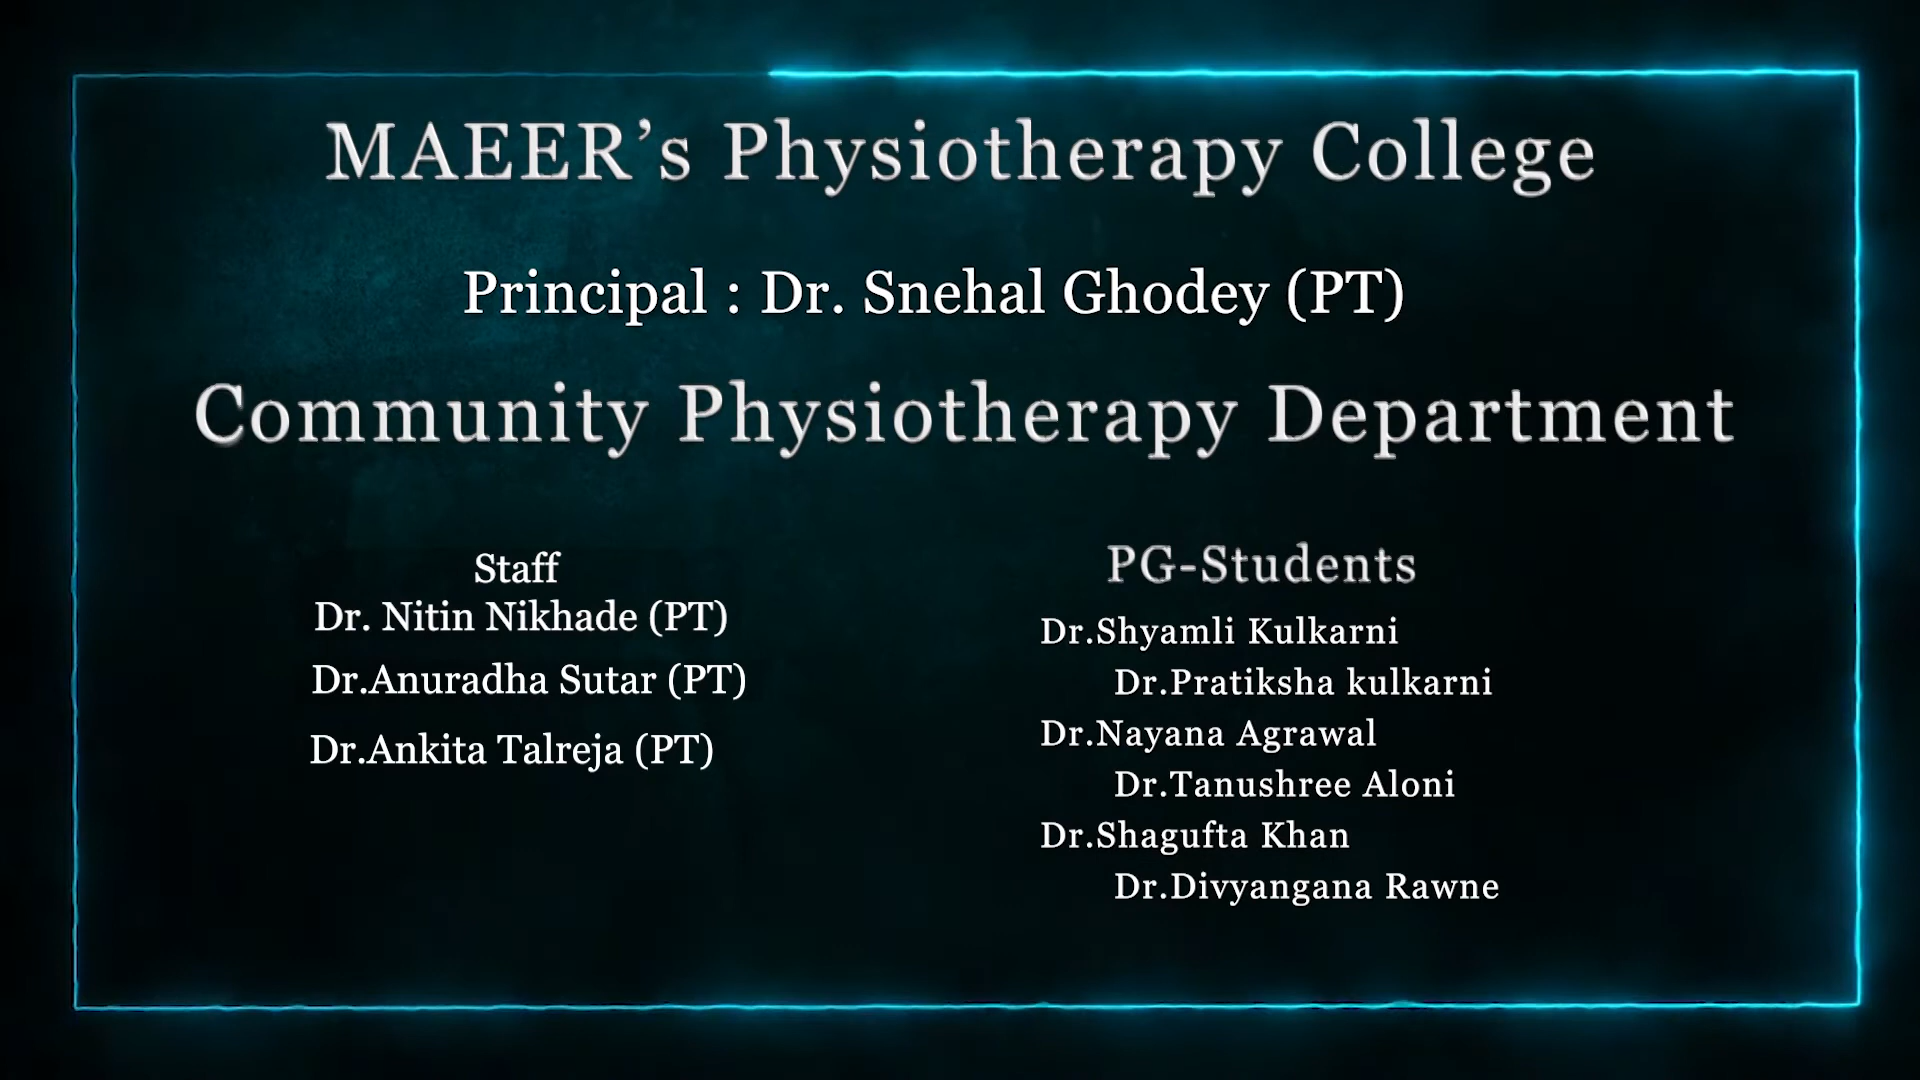 MAEER’s Physiotherapy College
Principal : Dr. Snehal Ghodey (PT)
Community Physiotherapy Department
Staff
Dr. Nitin Nikhade (PT)
Dr.Anuradha Sutar (PT)
Dr.Ankita Talreja (PT)
PG-Students
Dr.Shyamli Kulkarni
Dr.Pratiksha kulkarni
Dr.Nayana Agrawal
Dr.Tanushree Aloni
Dr.Shagufta Khan
Dr.Divyangana Rawne